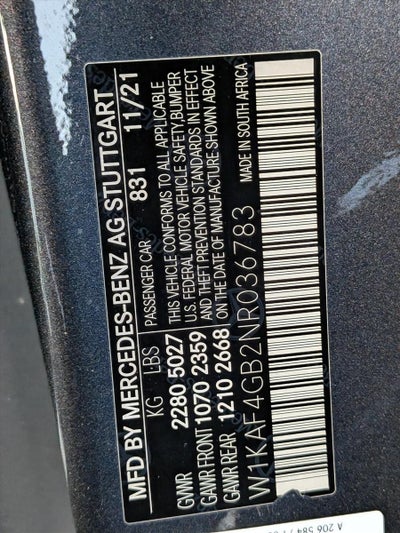 MFD BY MERCEDES-BENZ AG STUTTGART
831 11/21
PASSENGER CAR
KG LBS
THIS VEHICLE CONFORMS TO ALL APPLICABLE
U.S. FEDERAL MOTOR VEHICLE SAFETY,BUMPER
AND THEFT PREVENTION STANDARDS IN EFFECT
ON THE DATE OF MANUFACTURE SHOWN ABOVE
GVWR 2280 5027
GAWR FRONT 1070 2359
GAWR REAR 1210 2668
MADE IN SOUTH AFRICA
W1KAF4GB2NR036783
A 206 584